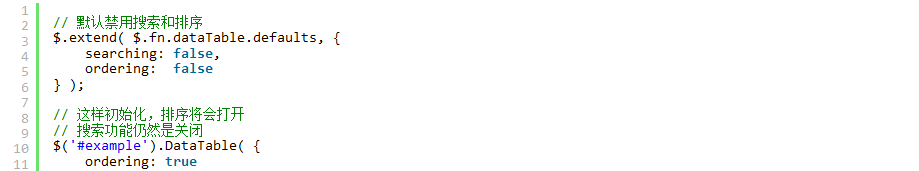 1
2 // 默认禁用搜索和排序
3 $.extend( $.fn.dataTable.defaults, {
4     searching: false,
5     ordering:  false
6 } );
7
8 // 这样初始化，排序将会打开
9 // 搜索功能仍然是关闭
10 $('#example').DataTable( {
11     ordering: true